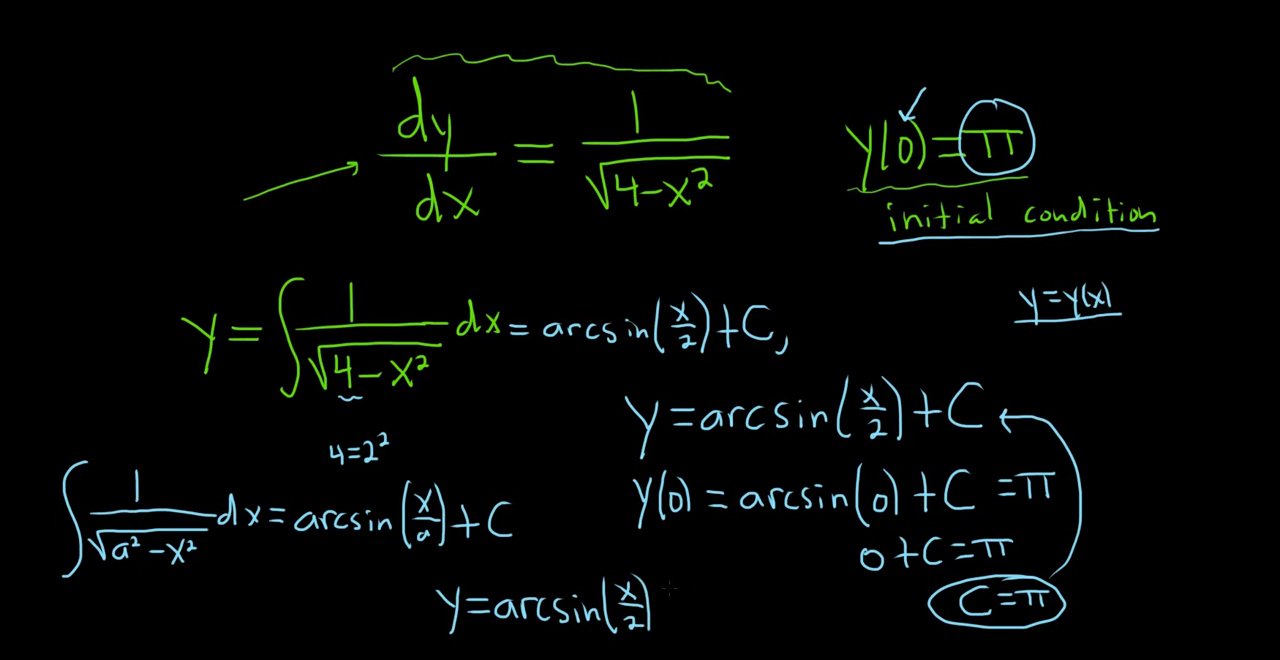 dy/dx = 1/√(4-x²)
y(0) = π
initial condition
y = y(x)
y = ∫ 1/√(4-x²) dx = arcsin(x/2) + C,
4 = 2²
y = arcsin(x/2) + C
y(0) = arcsin(0) + C = π
∫ 1/√(a²-x²) dx = arcsin(x/a) + C
0 + C = π
C = π
y = arcsin(x/2)